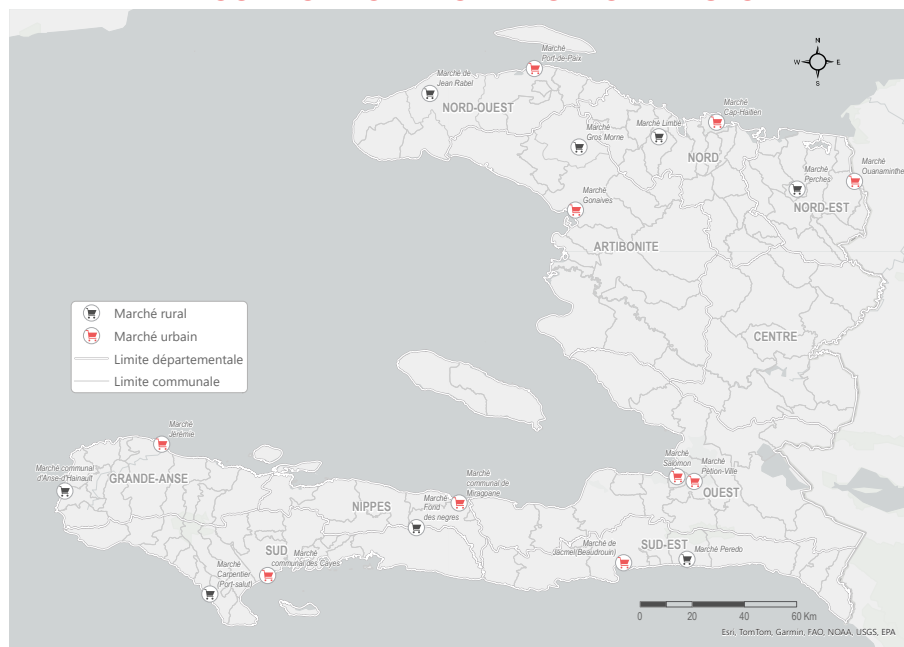 N
W
E
S
Marché
Port-de-Paix
Marché de
Jean Rabel
NORD-OUEST
Marché
Cap-Haïtien
Marché
Gros Morne
Marché Limbé
NORD
Marché
Perches
Marché
Ouanaminthe
NORD-EST
Marché
Gonaives
ARTIBONITE
CENTRE
Marché rural
Marché urbain
Limite départementale
Limite communale
Marché
Jérémie
Marché communal
d'Anse-d'Hainault
GRANDE-ANSE
NIPPES
Marché
Fond
des negres
Marché
communal de
Miragoane
Marché
Salomon
Marché
Pétion-Ville
OUEST
SUD
Marché
communal des Cayes
Marché
Carpentier
(Port-salut)
Marché de
Jacmel(Beaudrouin)
SUD-EST
Marché Peredo
0 20 40 60 Km
Esri, TomTom, Garmin, FAO, NOAA, USGS, EPA